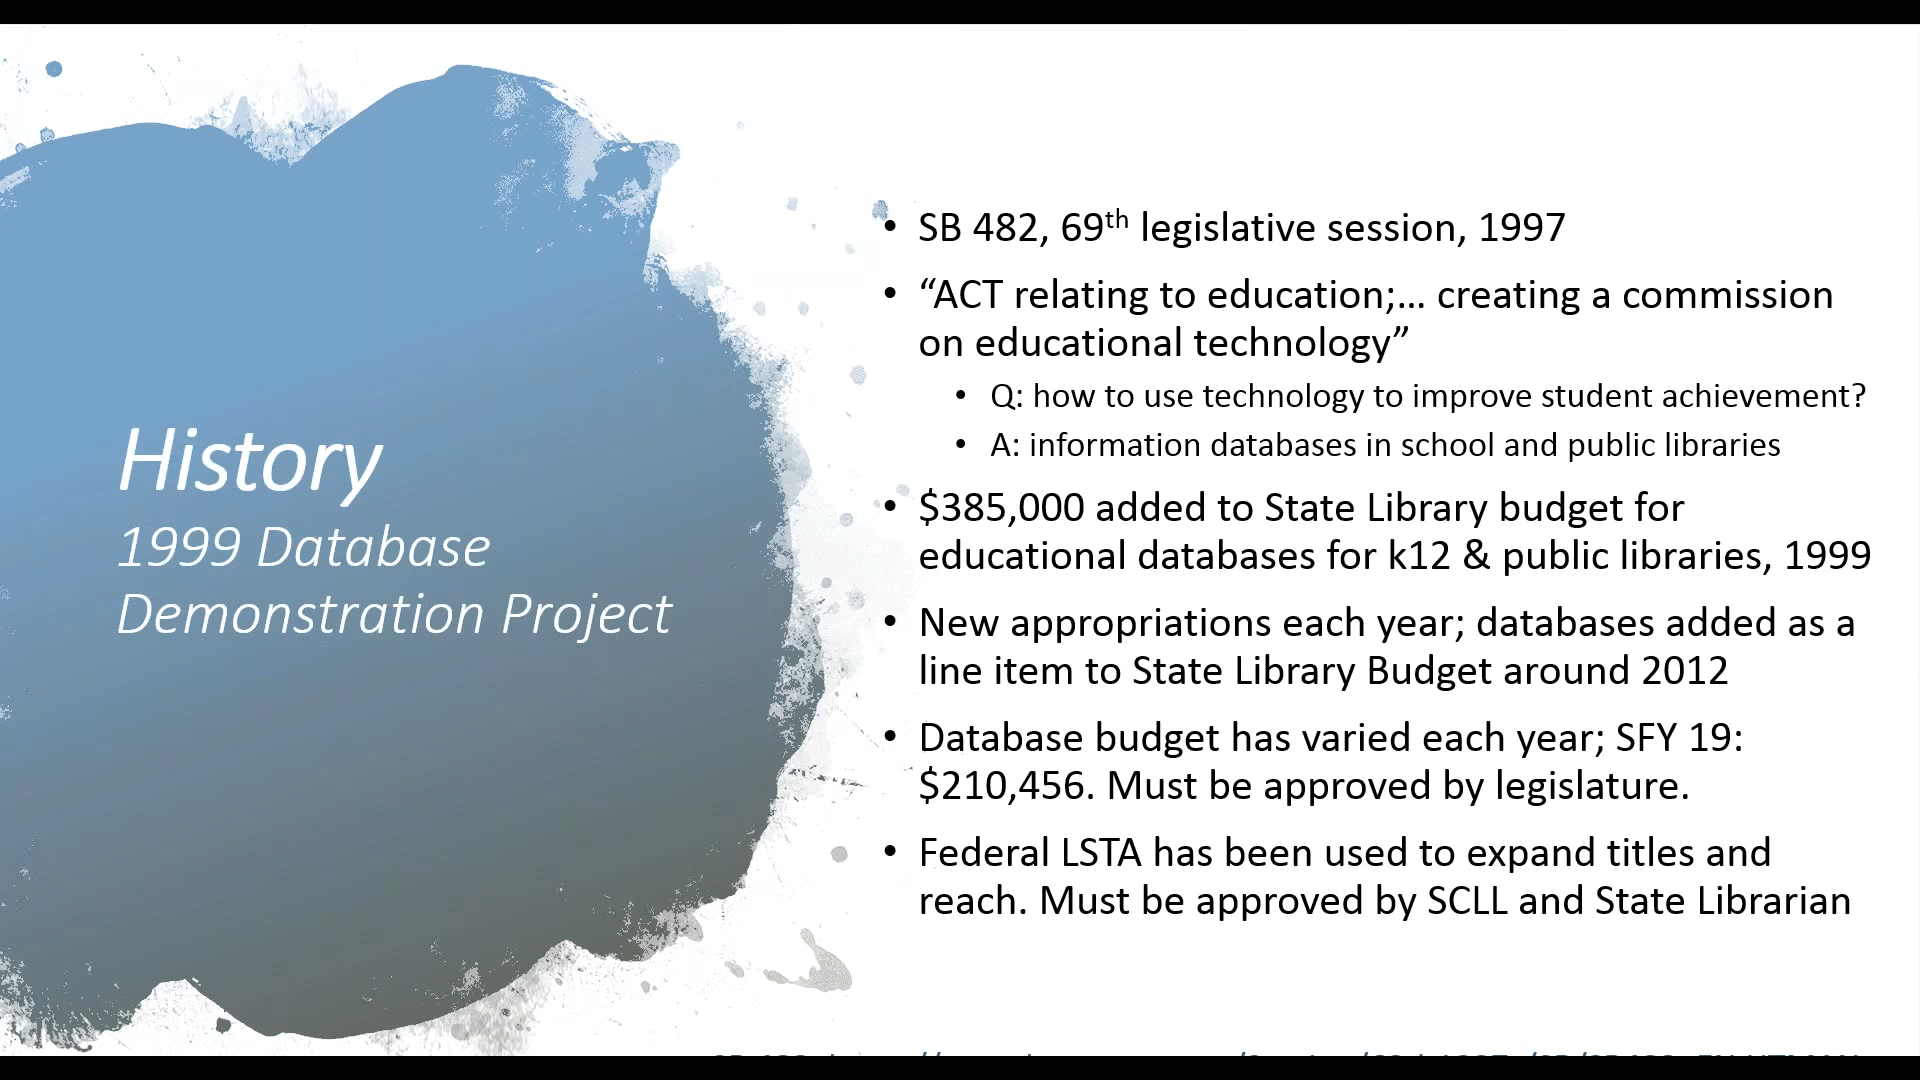 History
1999 Database
Demonstration Project
• SB 482, 69th legislative session, 1997
• “ACT relating to education;… creating a commission
on educational technology”
• Q: how to use technology to improve student achievement?
• A: information databases in school and public libraries
• $385,000 added to State Library budget for
educational databases for k12 & public libraries, 1999
• New appropriations each year; databases added as a
line item to State Library Budget around 2012
• Database budget has varied each year; SFY 19:
$210,456. Must be approved by legislature.
• Federal LSTA has been used to expand titles and
reach. Must be approved by SCLL and State Librarian